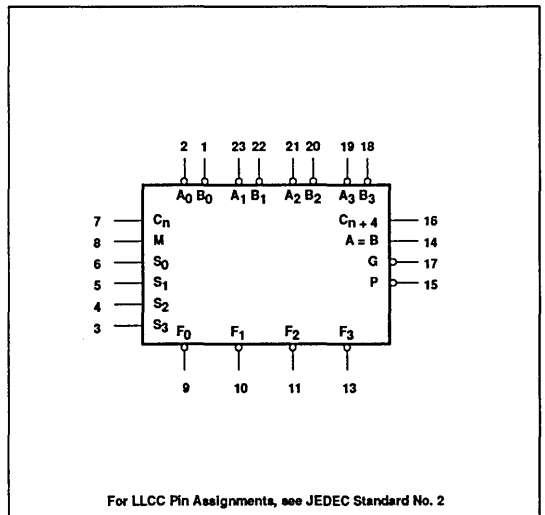 2 1 23 22 21 20 19 18
A0 B0 A1 B1 A2 B2 A3 B3
7 Cn Cn + 4 16
8 M A = B 14
6 S0 G 17
5 S1 P 15
4 S2
3 S3 F0 F1 F2 F3
9 10 11 13
For LLCC Pin Assignments, see JEDEC Standard No. 2